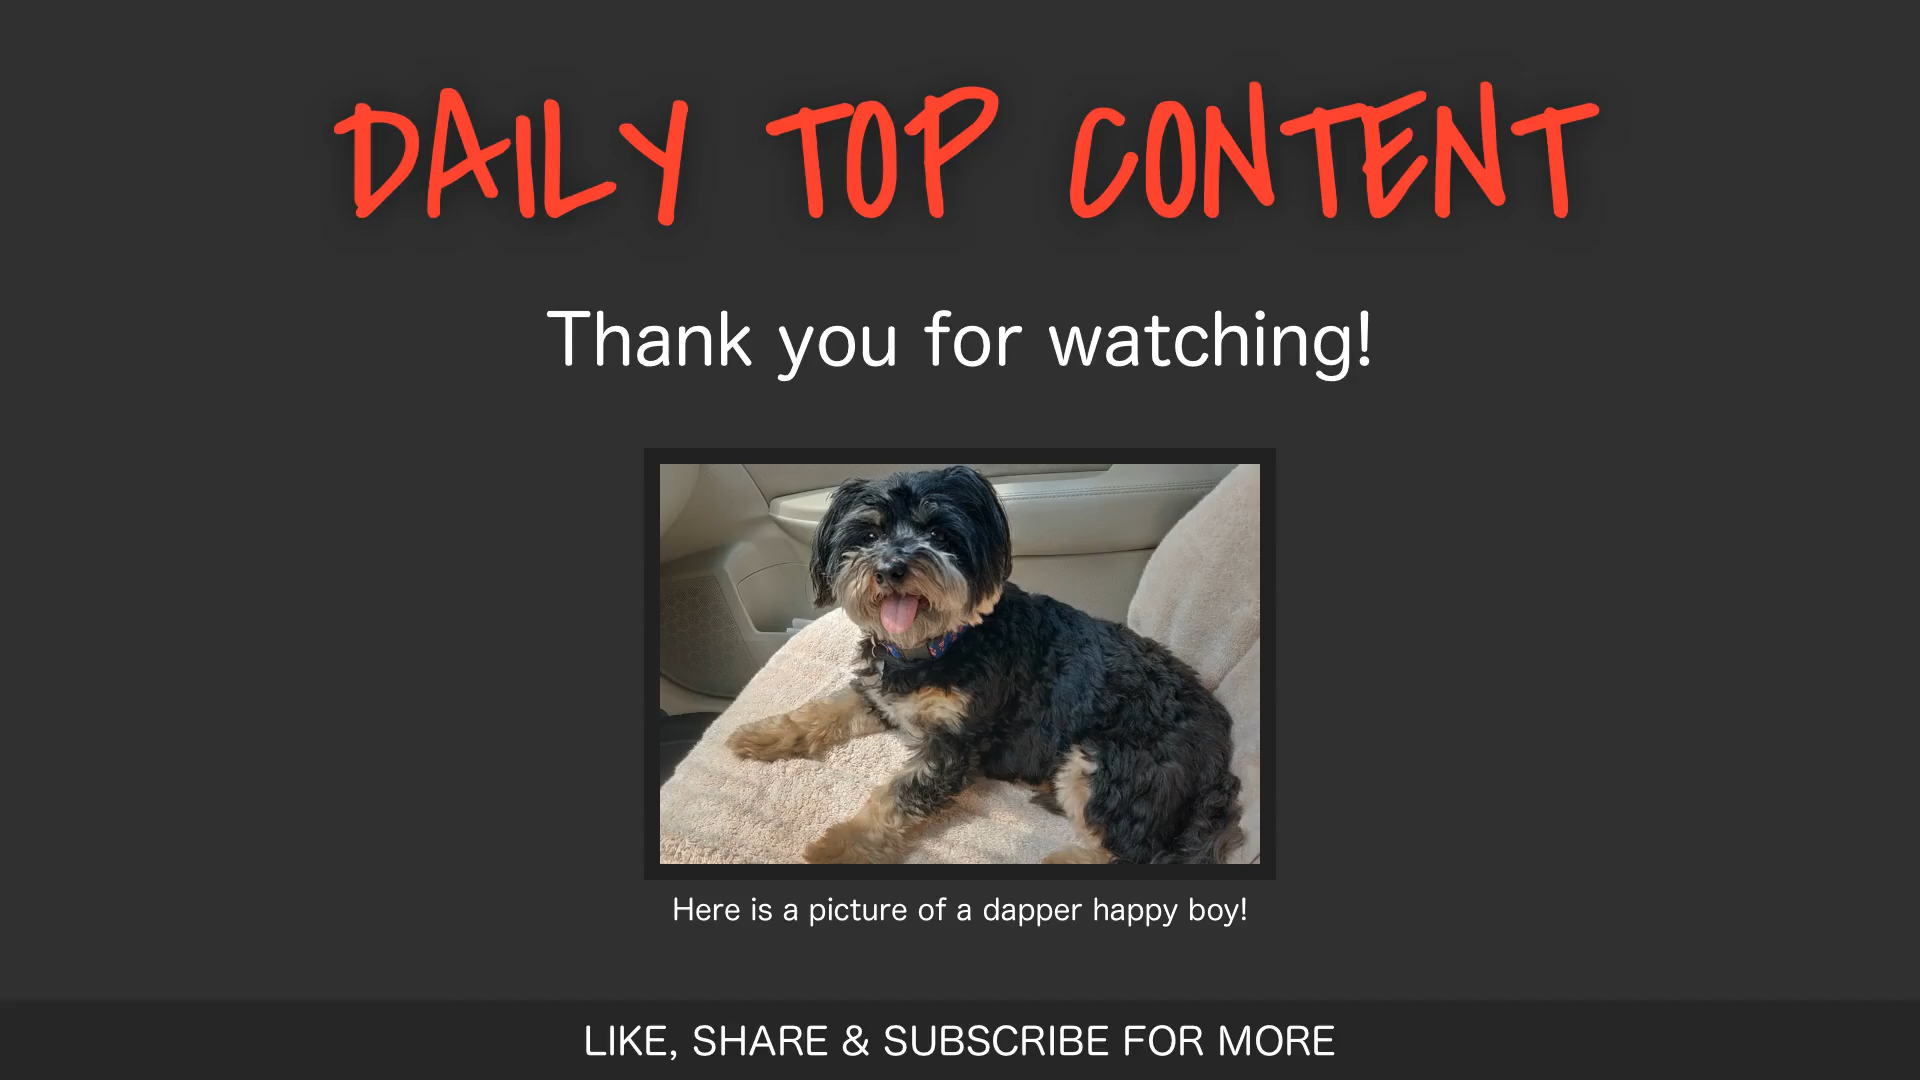 DAILY TOP CONTENT
Thank you for watching!
Here is a picture of a dapper happy boy!
LIKE, SHARE & SUBSCRIBE FOR MORE